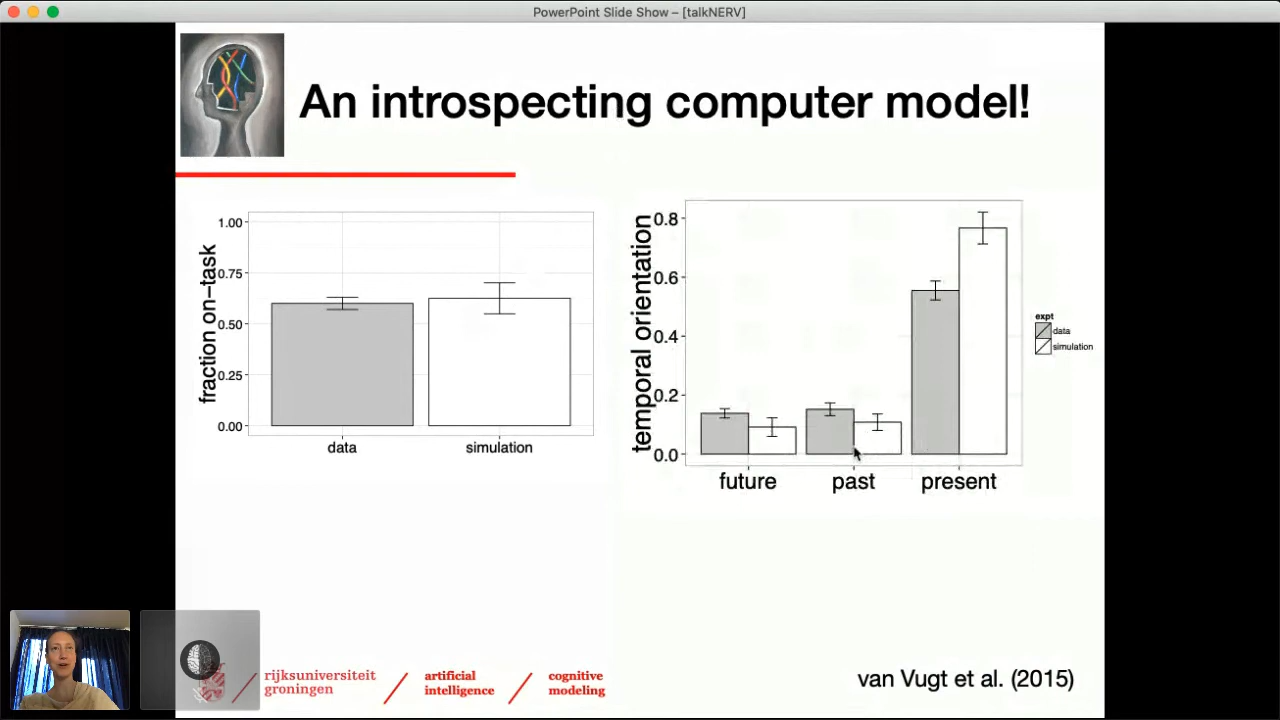 PowerPoint Slide Show – [talkNERV]
An introspecting computer model!
fraction on-task
1.00
0.75
0.50
0.25
0.00
data
simulation
temporal orientation
0.8
0.6
0.4
0.2
0.0
future
past
present
expt
data
simulation
rijksuniversiteit
groningen
artificial
intelligence
cognitive
modeling
van Vugt et al. (2015)